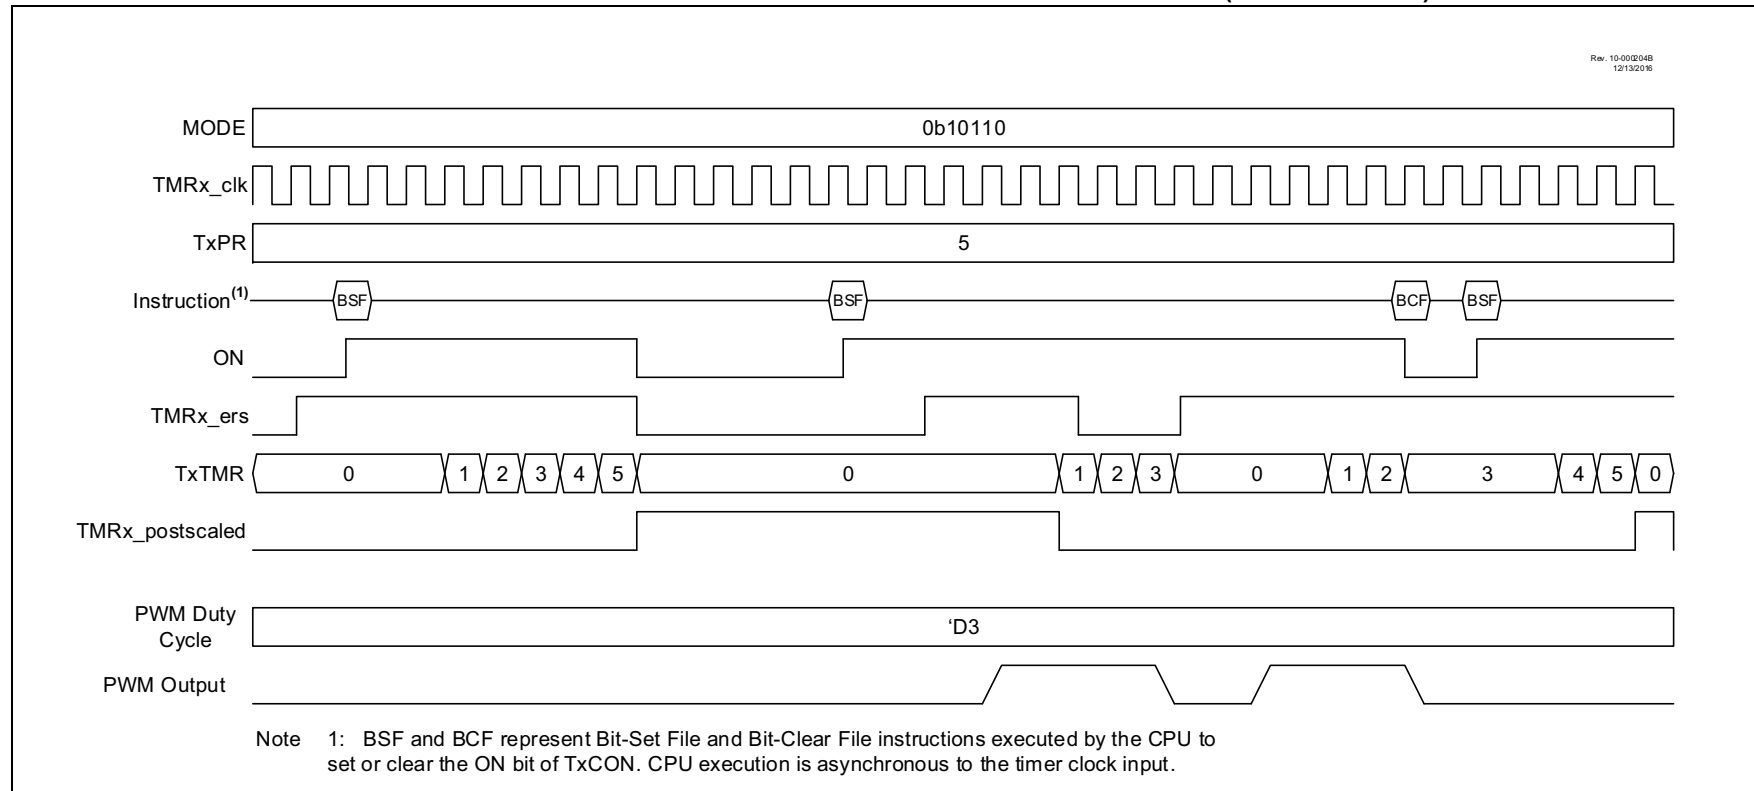 Rev. 10-000204B
12/13/2016
MODE 0b10110
TMRx_clk
TxPR 5
Instruction(1) BSF BSF BCF BSF
ON
TMRx_ers
TxTMR 0 1 2 3 4 5 0 1 2 3 0 1 2 3 4 5 0
TMRx_postscaled
PWM Duty
Cycle
‘D3
PWM Output
Note 1: BSF and BCF represent Bit-Set File and Bit-Clear File instructions executed by the CPU to
set or clear the ON bit of TxCON. CPU execution is asynchronous to the timer clock input.